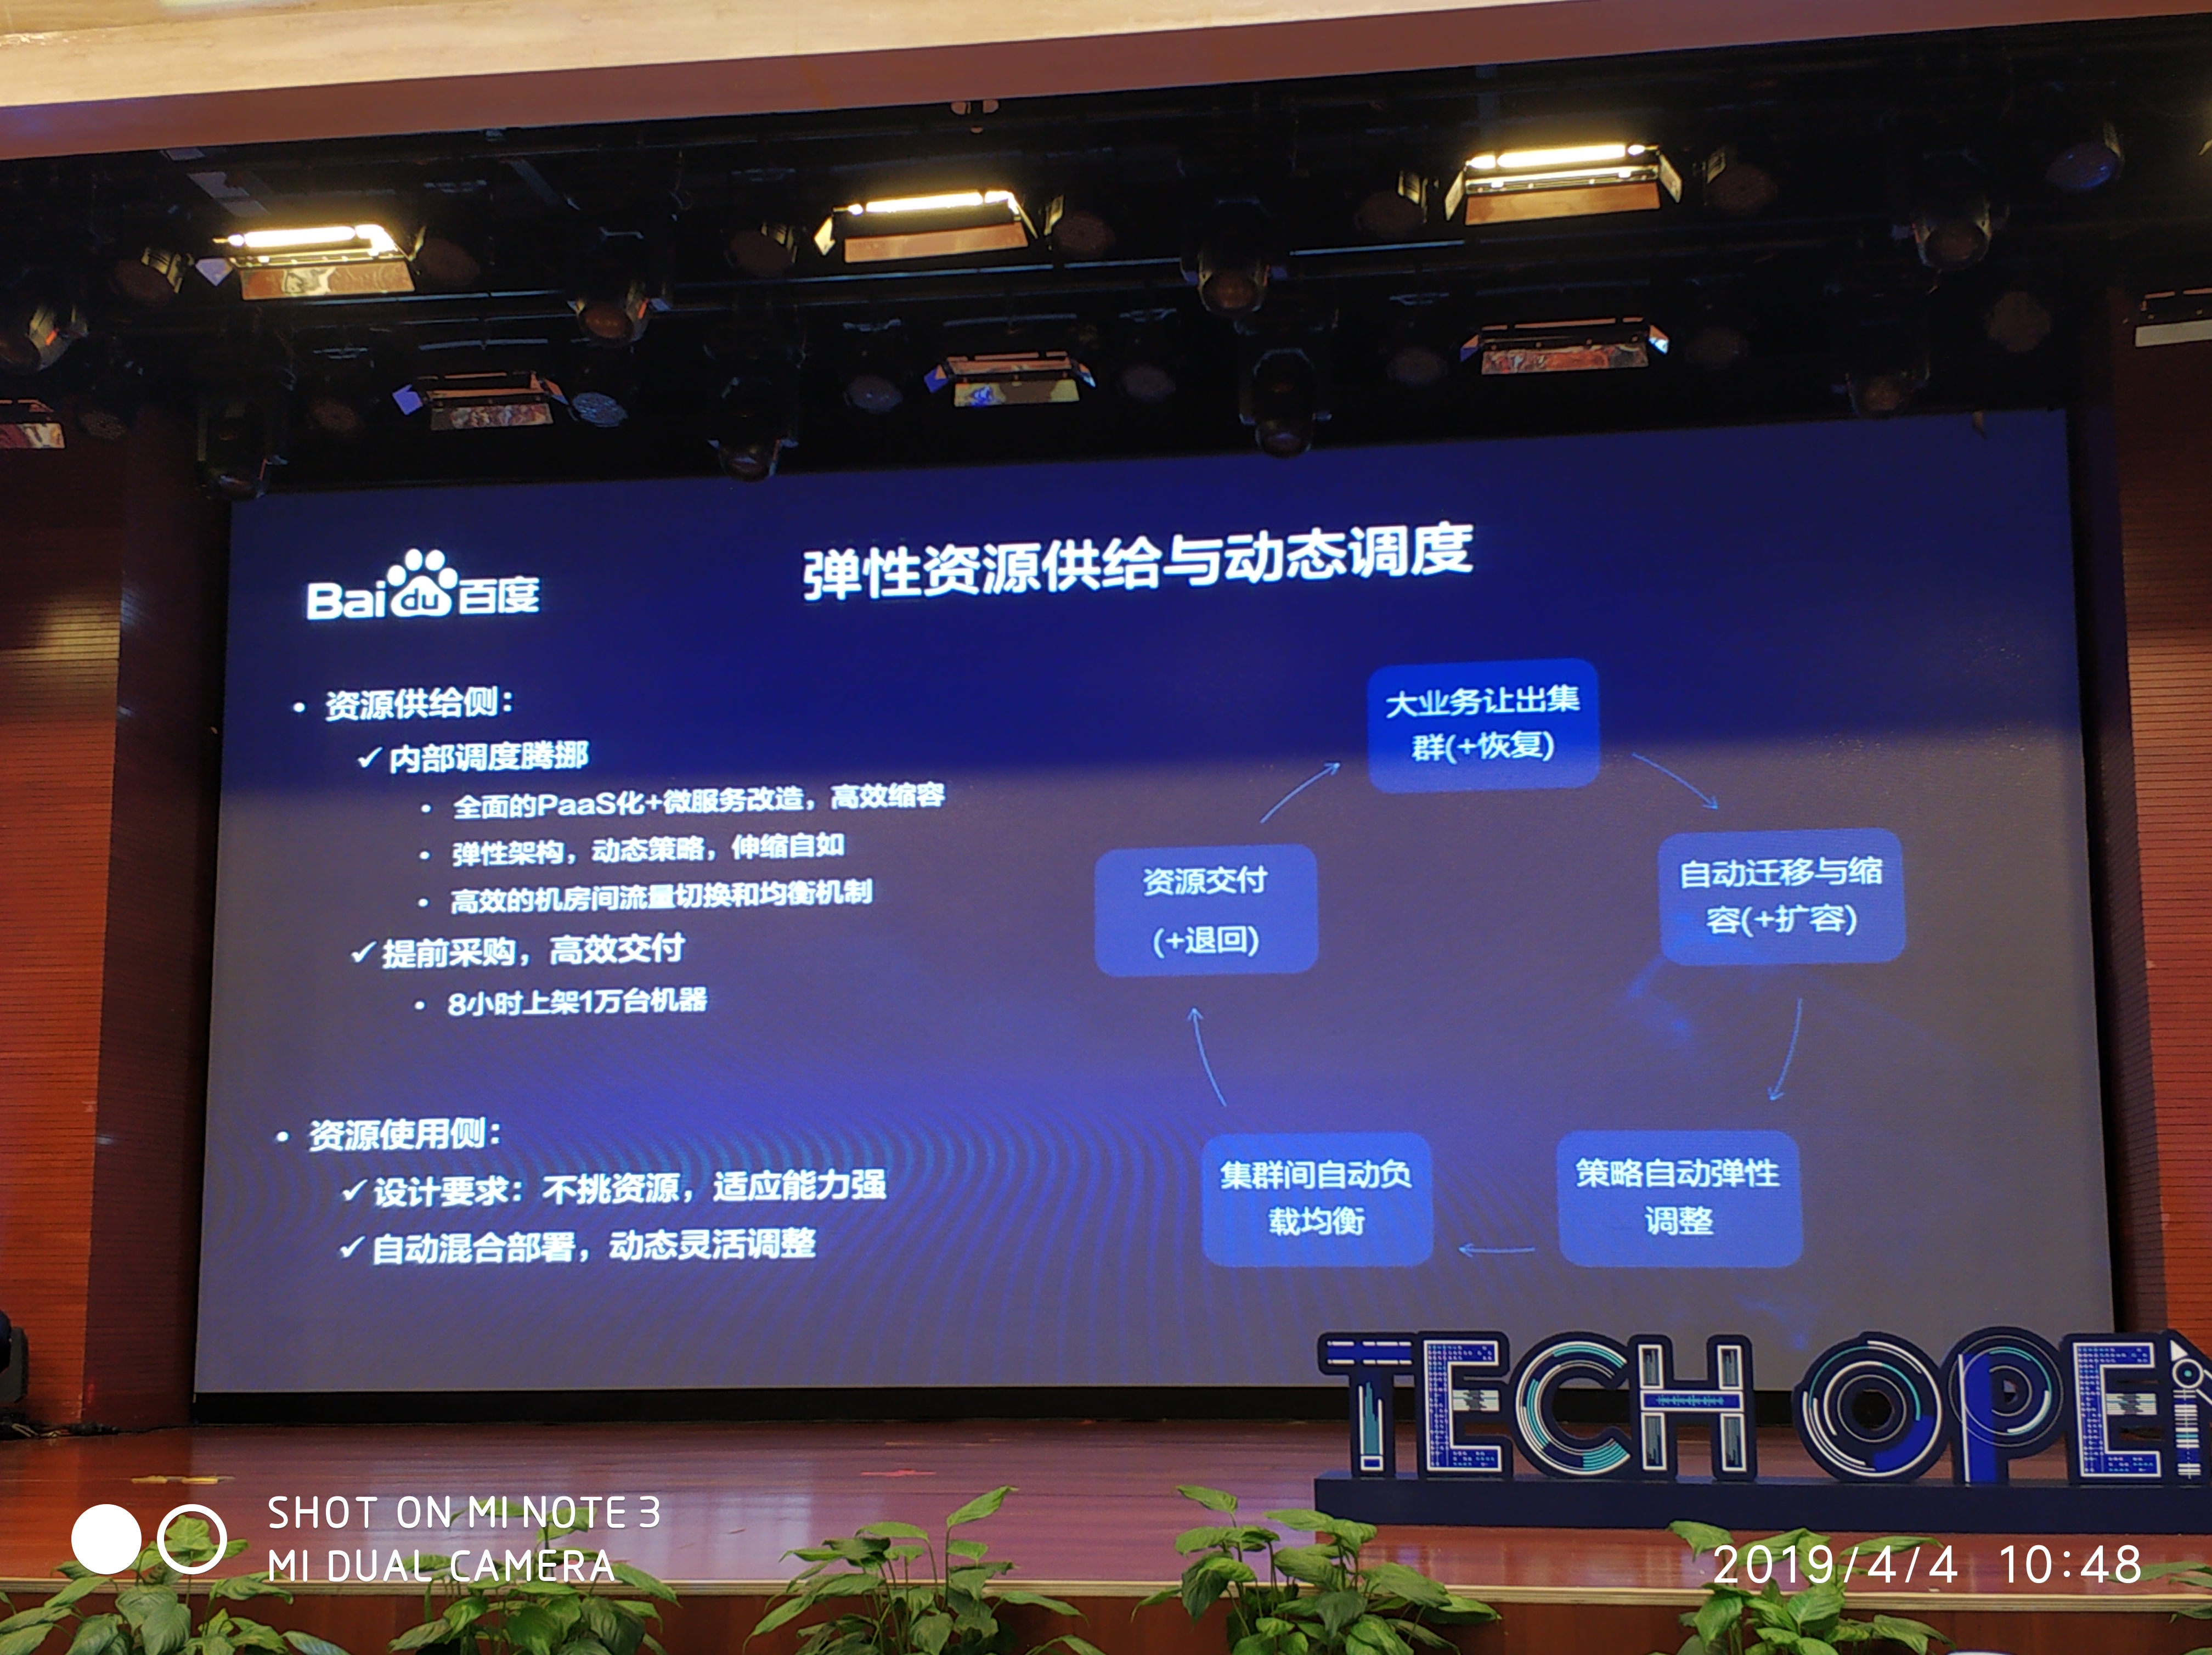 Bai du 百度
弹性资源供给与动态调度
• 资源供给侧：
✓ 内部调度腾挪
• 全面的PaaS化+微服务改造，高效缩容
• 弹性架构，动态策略，伸缩自如
• 高效的机房间流量切换和均衡机制
✓ 提前采购，高效交付
• 8小时上架1万台机器
• 资源使用侧：
✓ 设计要求：不挑资源，适应能力强
✓ 自动混合部署，动态灵活调整
大业务让出集
群(+恢复)
自动迁移与缩
容(+扩容)
策略自动弹性
调整
集群间自动负
载均衡
资源交付
(+退回)
TECH OPEN
SHOT ON MI NOTE 3
MI DUAL CAMERA
2019/4/4 10:48